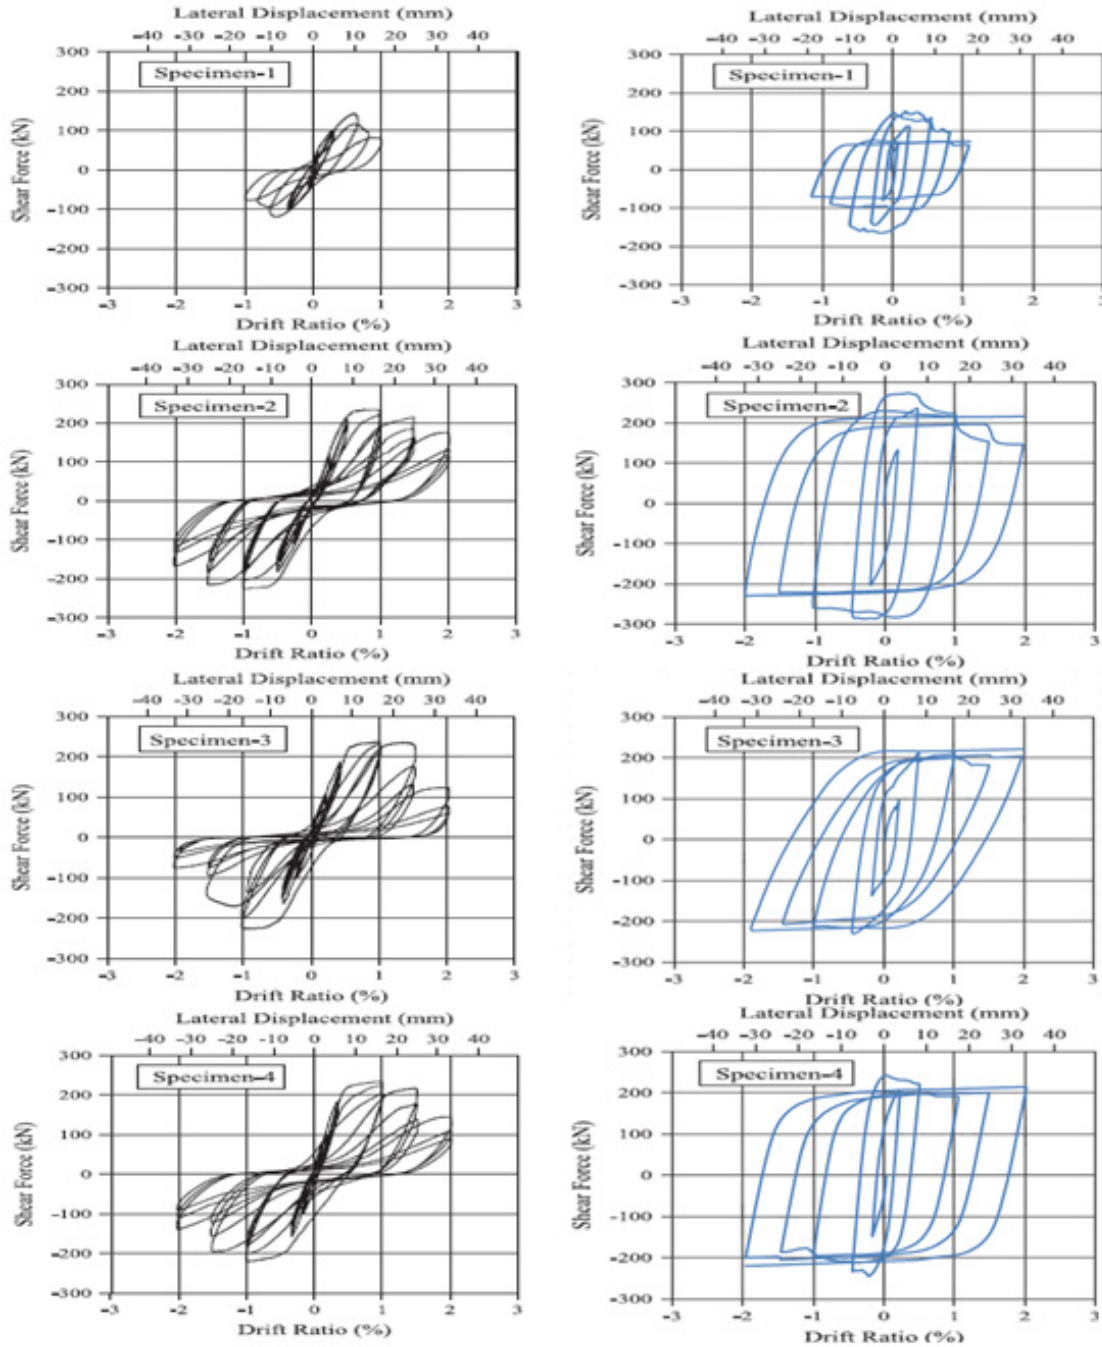 Lateral Displacement (mm)
-40 -30 -20 -10 0 10 20 30 40
300
Specimen-1
200
100
0
-100
-200
-300
Shear Force (kN)
-3 -2 -1 0 1 2 3
Drift Ratio (%)
Lateral Displacement (mm)
-40 -30 -20 -10 0 10 20 30 40
300
Specimen-1
200
100
0
-100
-200
-300
Shear Force (kN)
-3 -2 -1 0 1 2 3
Drift Ratio (%)
Lateral Displacement (mm)
-40 -30 -20 -10 0 10 20 30 40
300
Specimen-2
200
100
0
-100
-200
-300
Shear Force (kN)
-3 -2 -1 0 1 2 3
Drift Ratio (%)
Lateral Displacement (mm)
-40 -30 -20 -10 0 10 20 30 40
300
Specimen-2
200
100
0
-100
-200
-300
Shear Force (kN)
-3 -2 -1 0 1 2 3
Drift Ratio (%)
Lateral Displacement (mm)
-40 -30 -20 -10 0 10 20 30 40
300
Specimen-3
200
100
0
-100
-200
-300
Shear Force (kN)
-3 -2 -1 0 1 2 3
Drift Ratio (%)
Lateral Displacement (mm)
-40 -30 -20 -10 0 10 20 30 40
300
Specimen-3
200
100
0
-100
-200
-300
Shear Force (kN)
-3 -2 -1 0 1 2 3
Drift Ratio (%)
Lateral Displacement (mm)
-40 -30 -20 -10 0 10 20 30 40
300
Specimen-4
200
100
0
-100
-200
-300
Shear Force (kN)
-3 -2 -1 0 1 2 3
Drift Ratio (%)
Lateral Displacement (mm)
-40 -30 -20 -10 0 10 20 30 40
300
Specimen-4
200
100
0
-100
-200
-300
Shear Force (kN)
-3 -2 -1 0 1 2 3
Drift Ratio (%)